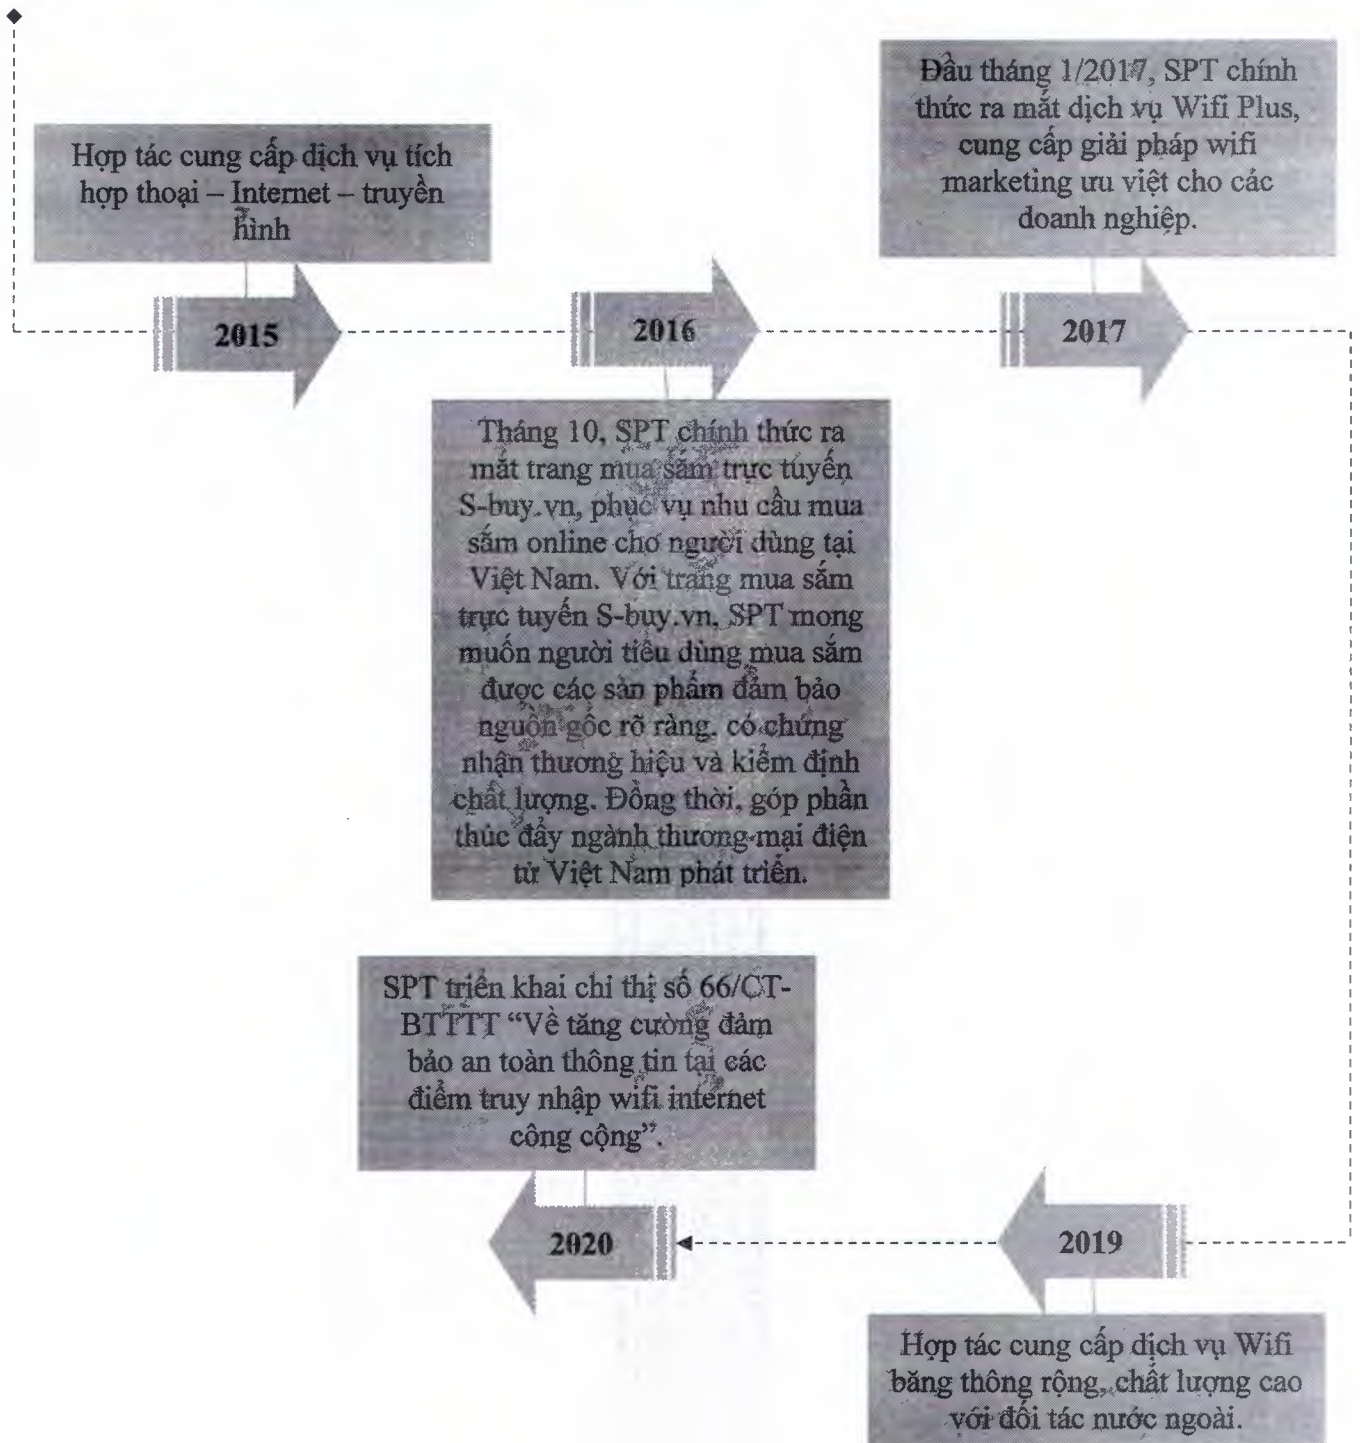 Hợp tác cung cấp dịch vụ tích
hợp thoại – Internet – truyền
hình
2015
2016
Tháng 10, SPT chính thức ra
mắt trang mua sắm trực tuyến
S-buy.vn, phục vụ nhu cầu mua
sắm online cho người dùng tại
Việt Nam. Với trang mua sắm
trực tuyến S-buy.vn, SPT mong
muốn người tiêu dùng mua sắm
được các sản phẩm đảm bảo
nguồn gốc rõ ràng, có chứng
nhận thương hiệu và kiểm định
chất lượng. Đồng thời, góp phần
thúc đẩy ngành thương mại điện
tử Việt Nam phát triển.
Đầu tháng 1/2017, SPT chính
thức ra mắt dịch vụ Wifi Plus,
cung cấp giải pháp wifi
marketing ưu việt cho các
doanh nghiệp.
2017
2019
Hợp tác cung cấp dịch vụ Wifi
băng thông rộng, chất lượng cao
với đối tác nước ngoài.
SPT triển khai chỉ thị số 66/CT-
BTTTT “Về tăng cường đảm
bảo an toàn thông tin tại các
điểm truy nhập wifi internet
công cộng”.
2020